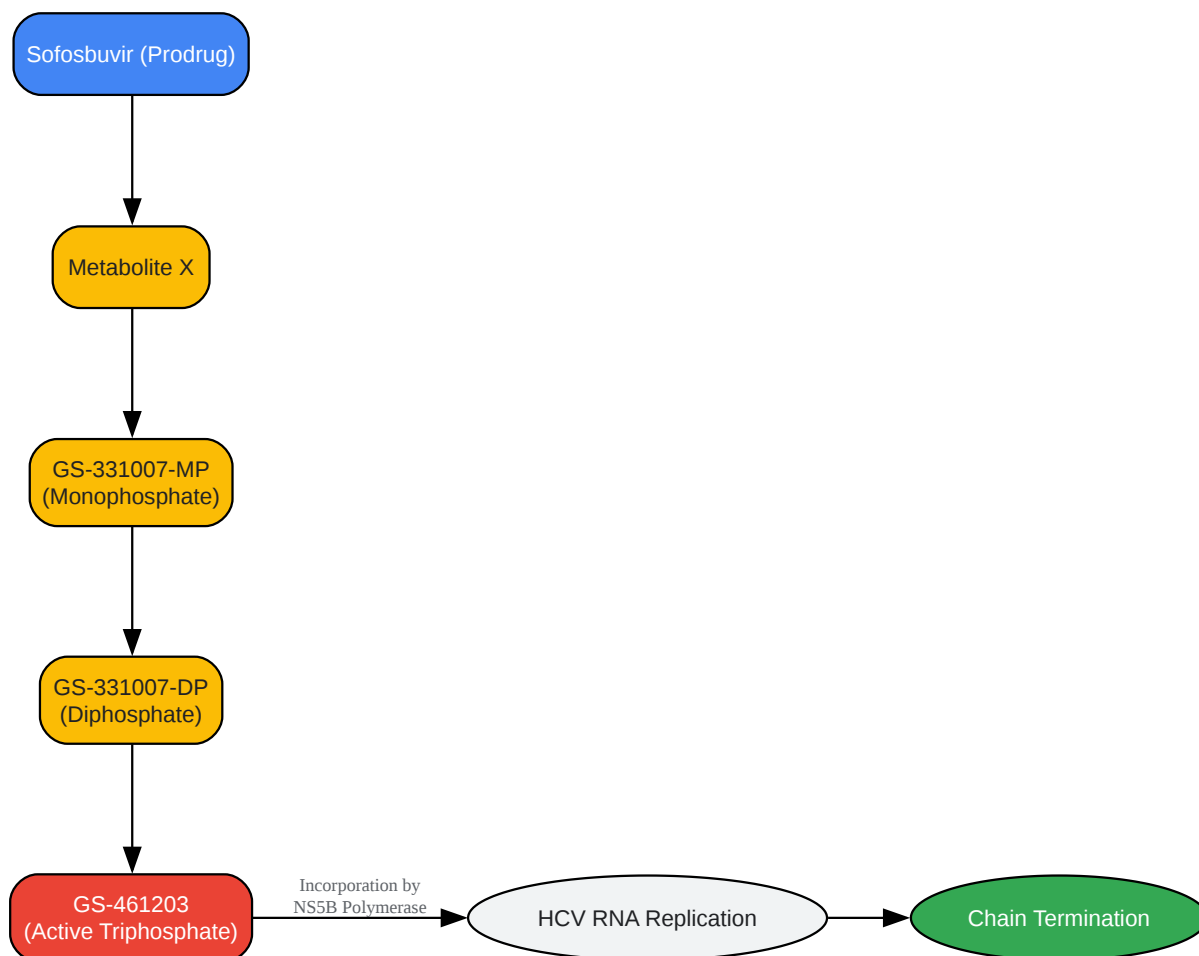 Sofosbuvir (Prodrug)
Metabolite X
GS-331007-MP
(Monophosphate)
GS-331007-DP
(Diphosphate)
GS-461203
(Active Triphosphate)
Incorporation by
NS5B Polymerase
HCV RNA Replication
Chain Termination